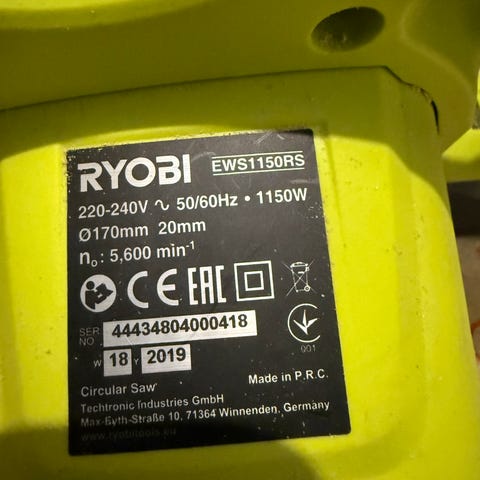 RYOBI EWS1150RS
220-240V ∿ 50/60Hz • 1150W
Ø170mm 20mm
n₀: 5,600 min⁻¹
CE EAC
001
SER NO 44434804000418
W 18 Y 2019
Circular Saw Made in P.R.C.
Techtronic Industries GmbH
Max-Eyth-Straße 10, 71364 Winnenden, Germany
www.ryobitools.eu